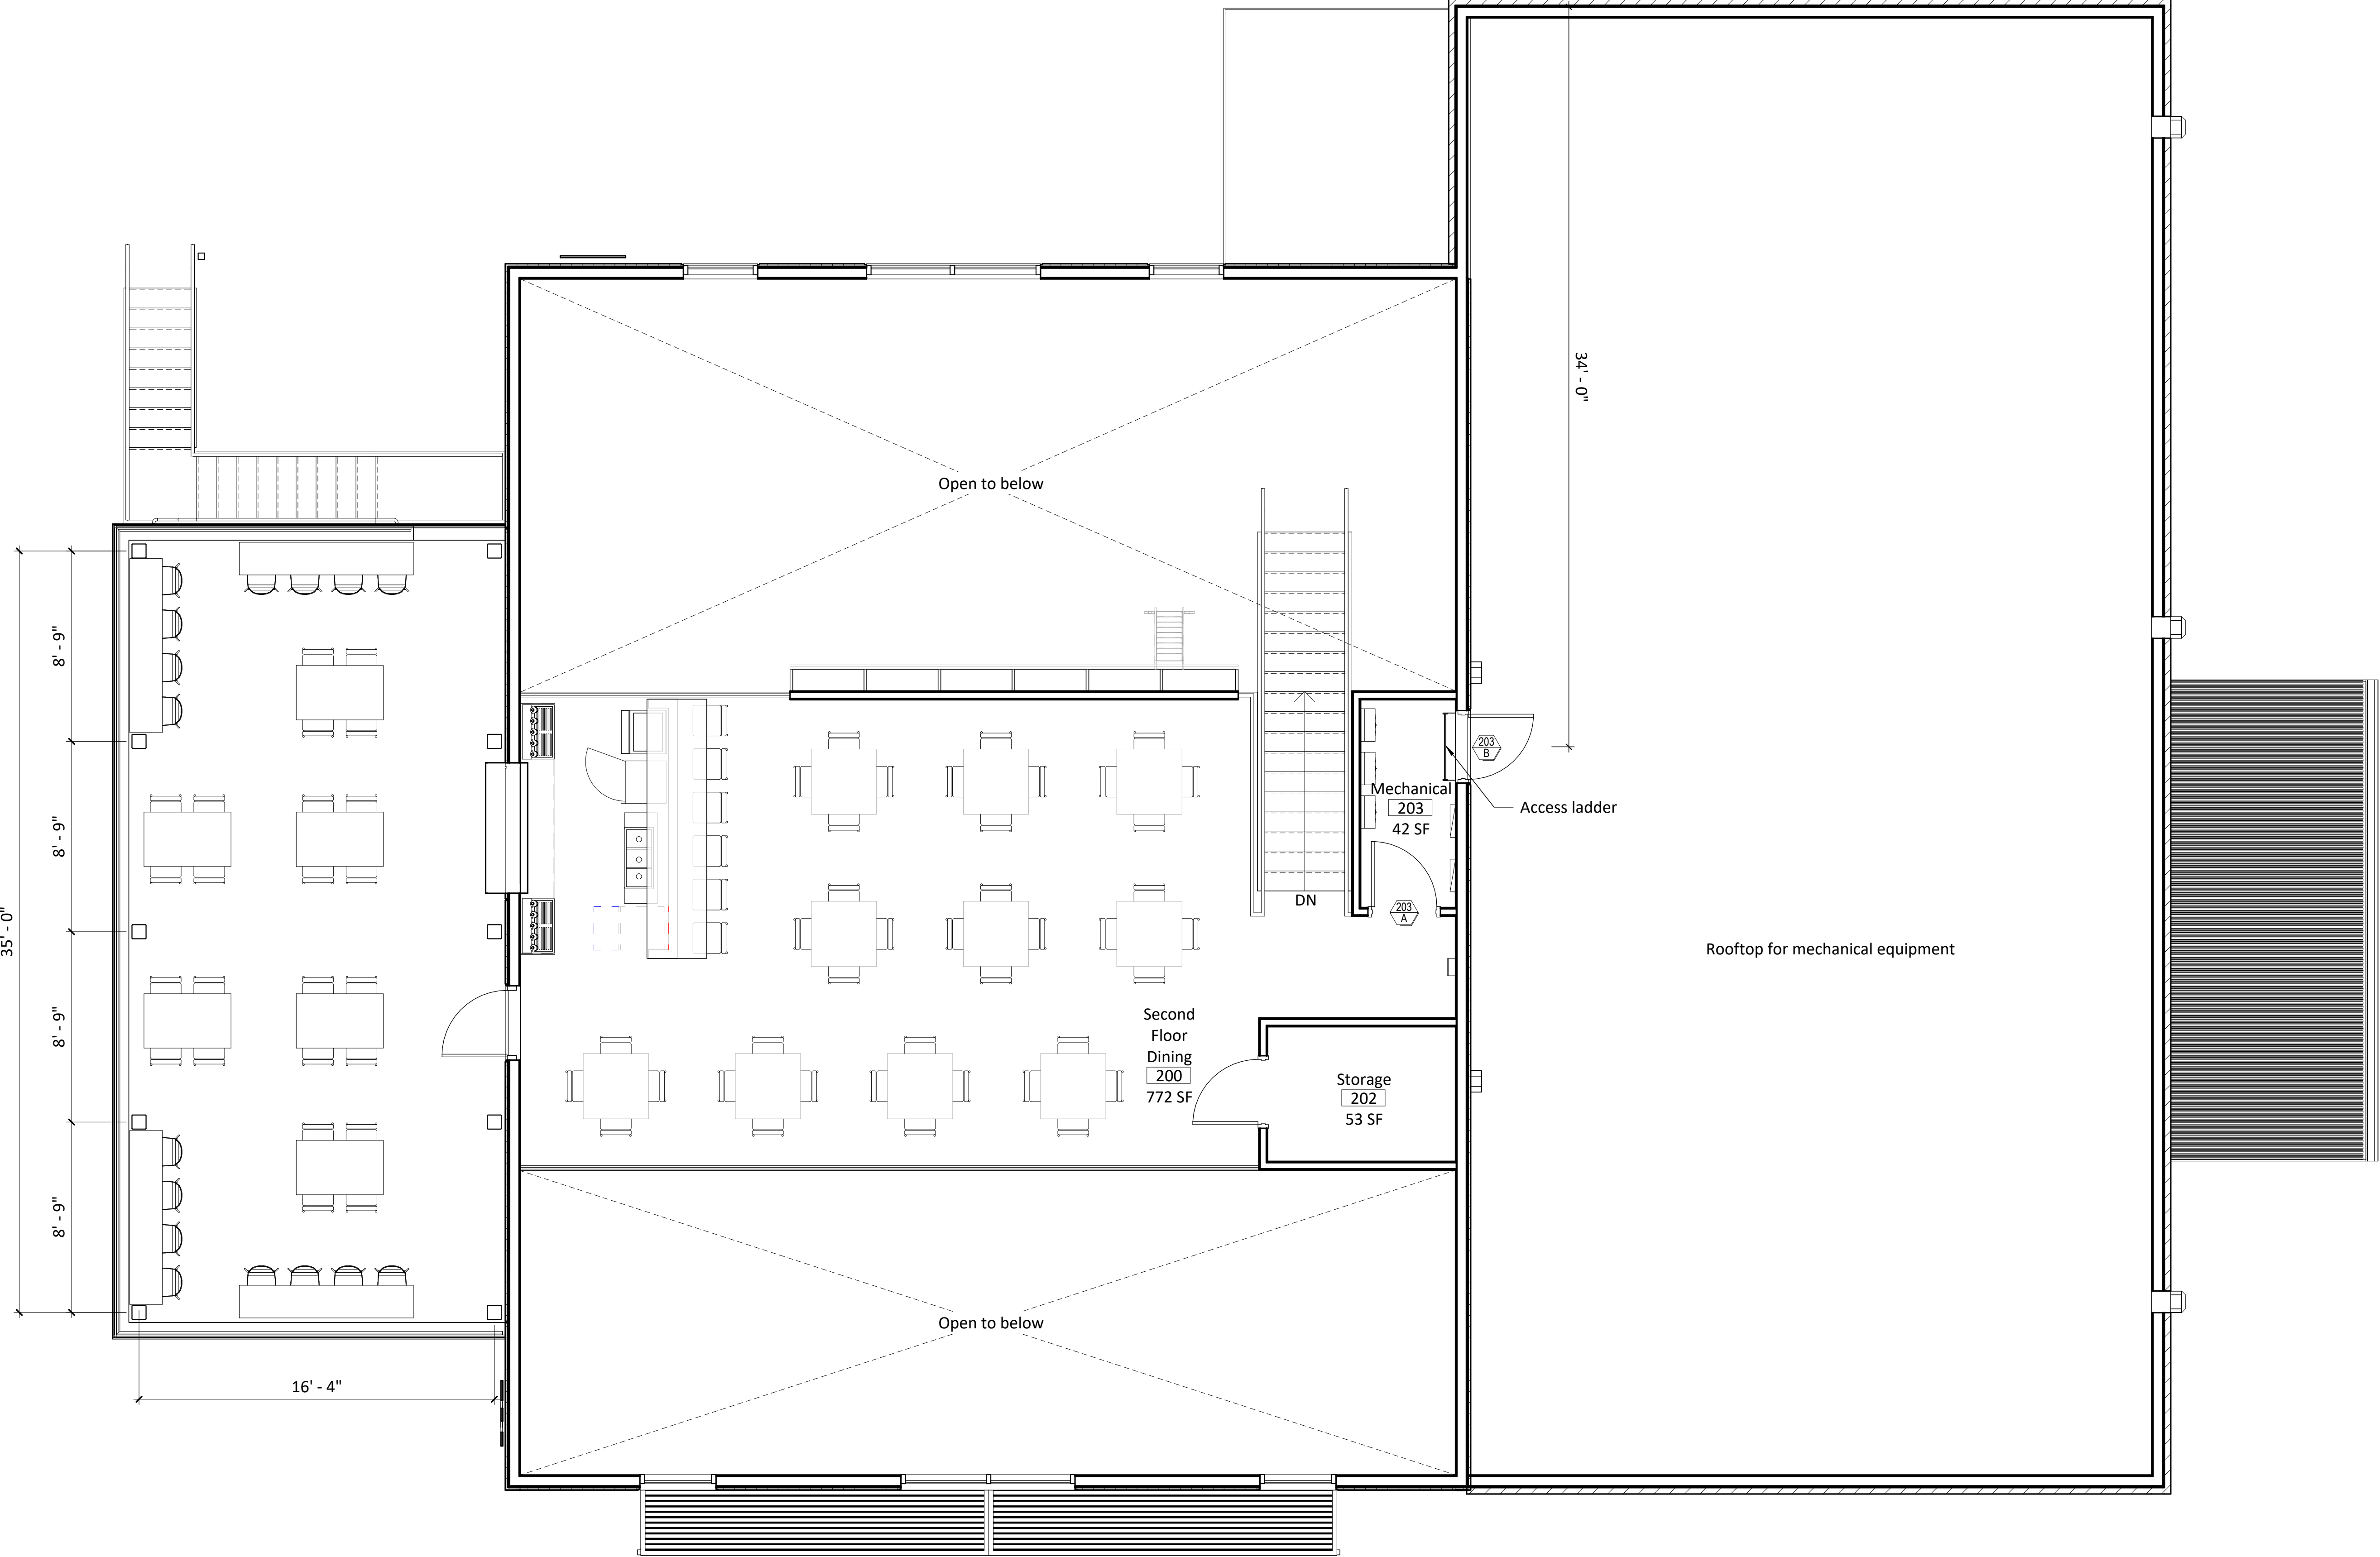 34' - 0"
Open to below
8' - 9"
8' - 9"
8' - 9"
8' - 9"
35' - 0"
16' - 4"
Mechanical
203
42 SF
203
B
Access ladder
DN
203
A
Rooftop for mechanical equipment
Second
Floor
Dining
200
772 SF
Storage
202
53 SF
Open to below